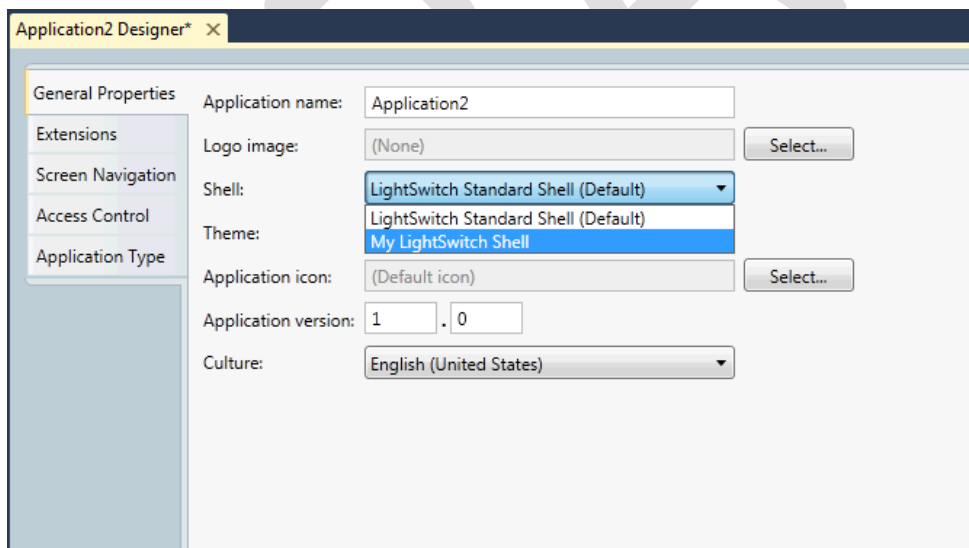 Application2 Designer*
General Properties
Extensions
Screen Navigation
Access Control
Application Type
Application name: Application2
Logo image: (None) Select...
Shell: LightSwitch Standard Shell (Default)
LightSwitch Standard Shell (Default)
My LightSwitch Shell
Theme:
Application icon: (Default icon) Select...
Application version: 1 . 0
Culture: English (United States)